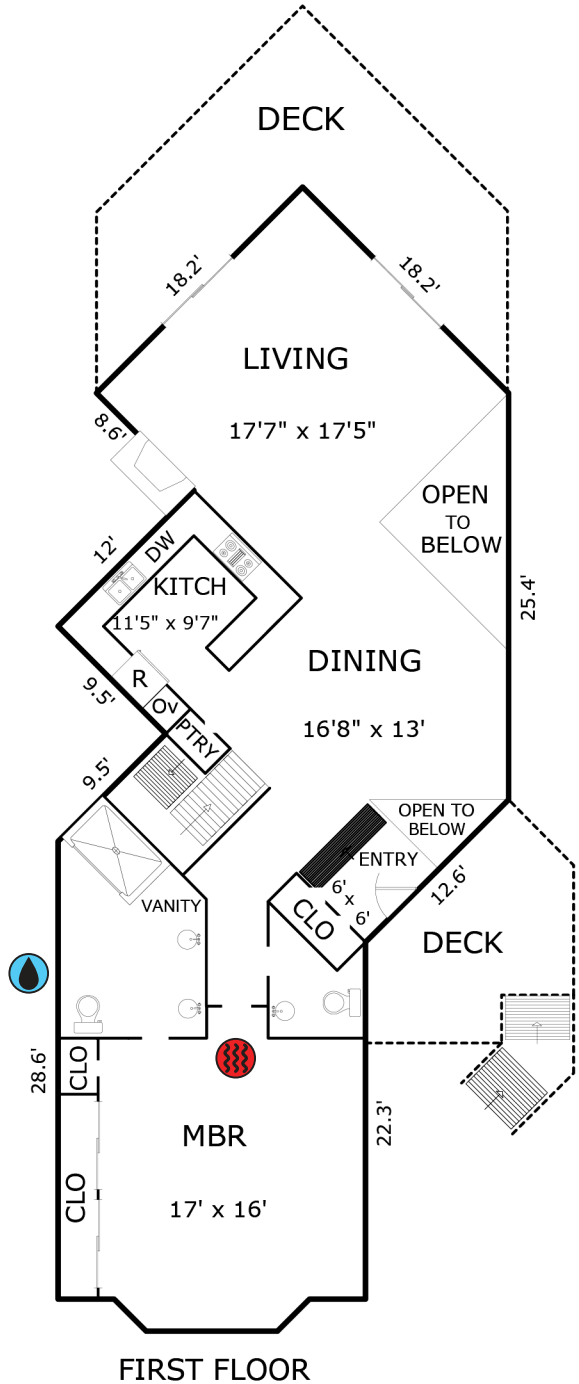 DECK
18.2'
18.2'
LIVING
17'7" x 17'5"
8.6'
OPEN
TO
BELOW
12'
DW
KITCH
11'5" x 9'7"
25.4'
DINING
16'8" x 13'
R
Ov
9.5'
PTRY
9.5'
OPEN TO
BELOW
ENTRY
6'
x
6'
12.6'
CLO
VANITY
DECK
CLO
28.6'
MBR
17' x 16'
22.3'
CLO
FIRST FLOOR